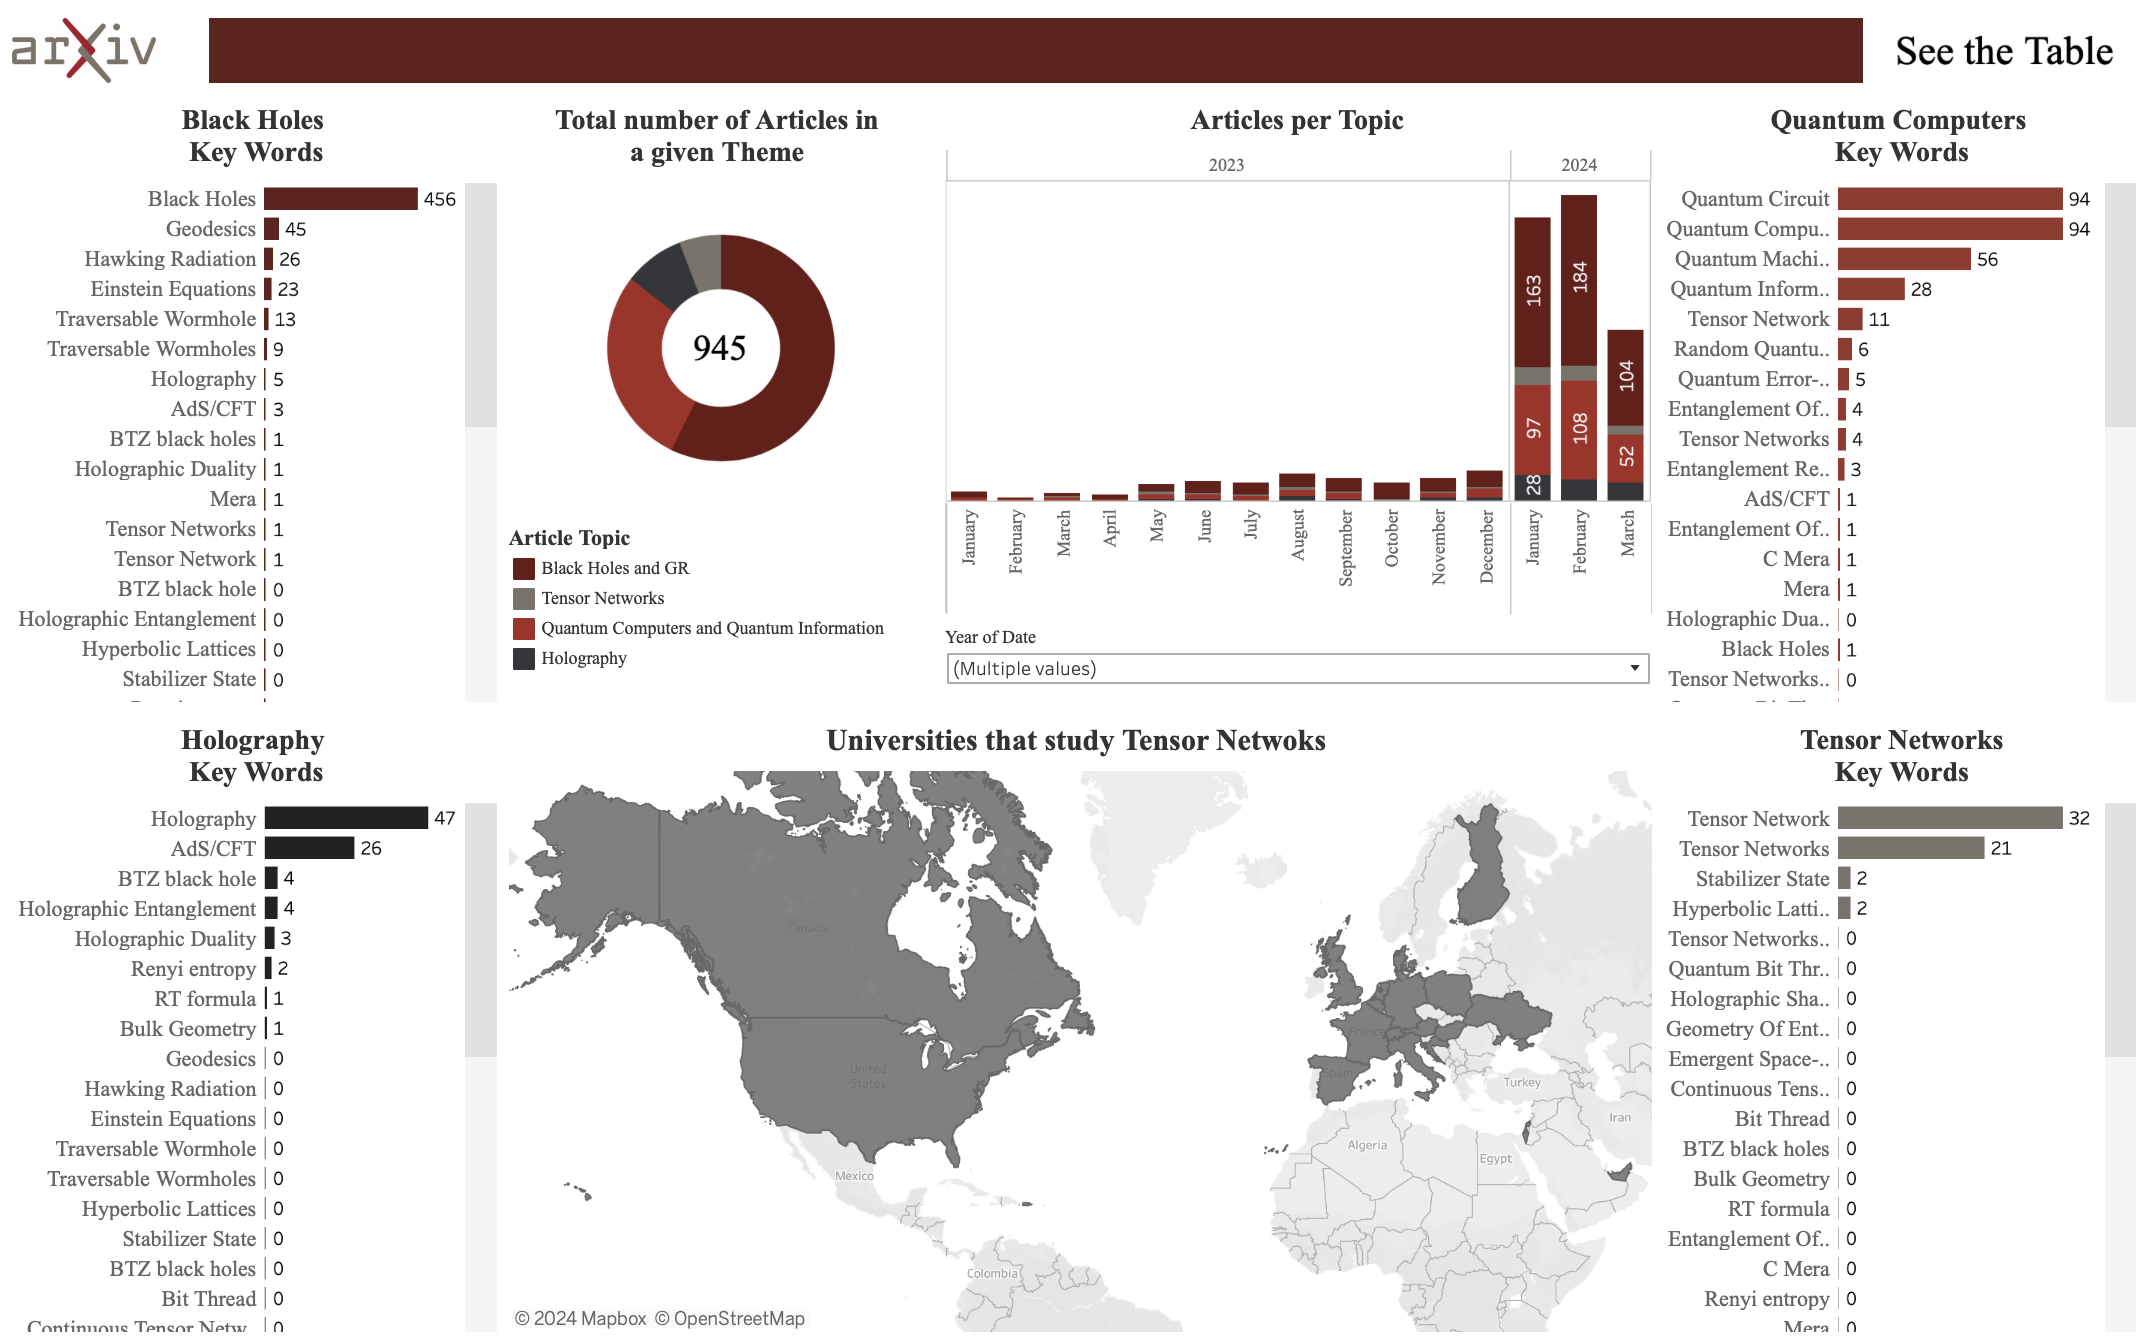 arXiv
See the Table
Black Holes
Key Words
Black Holes 456
Geodesics 45
Hawking Radiation 26
Einstein Equations 23
Traversable Wormhole 13
Traversable Wormholes 9
Holography 5
AdS/CFT 3
BTZ black holes 1
Holographic Duality 1
Mera 1
Tensor Networks 1
Tensor Network 1
BTZ black hole 0
Holographic Entanglement 0
Hyperbolic Lattices 0
Stabilizer State 0
Total number of Articles in
a given Theme
945
Article Topic
Black Holes and GR
Tensor Networks
Quantum Computers and Quantum Information
Holography
Articles per Topic
2023
2024
163
97
28
184
108
104
52
January
February
March
April
May
June
July
August
September
October
November
December
January
February
March
Year of Date
(Multiple values)
Quantum Computers
Key Words
Quantum Circuit 94
Quantum Compu.. 94
Quantum Machi.. 56
Quantum Inform.. 28
Tensor Network 11
Random Quantu.. 6
Quantum Error-.. 5
Entanglement Of.. 4
Tensor Networks 4
Entanglement Re.. 3
AdS/CFT 1
Entanglement Of.. 1
C Mera 1
Mera 1
Holographic Dua.. 0
Black Holes 1
Tensor Networks.. 0
Holography
Key Words
Holography 47
AdS/CFT 26
BTZ black hole 4
Holographic Entanglement 4
Holographic Duality 3
Renyi entropy 2
RT formula 1
Bulk Geometry 1
Geodesics 0
Hawking Radiation 0
Einstein Equations 0
Traversable Wormhole 0
Traversable Wormholes 0
Hyperbolic Lattices 0
Stabilizer State 0
BTZ black holes 0
Bit Thread 0
Continuous Tensor Netw.. 0
Universities that study Tensor Netwoks
Canada
United
States
Mexico
Colombia
France
Spain
Turkey
Iran
Algeria
Egypt
© 2024 Mapbox © OpenStreetMap
Tensor Networks
Key Words
Tensor Network 32
Tensor Networks 21
Stabilizer State 2
Hyperbolic Latti.. 2
Tensor Networks.. 0
Quantum Bit Thr.. 0
Holographic Sha.. 0
Geometry Of Ent.. 0
Emergent Space-.. 0
Continuous Tens.. 0
Bit Thread 0
BTZ black holes 0
Bulk Geometry 0
RT formula 0
Entanglement Of.. 0
C Mera 0
Renyi entropy 0
Mera 0